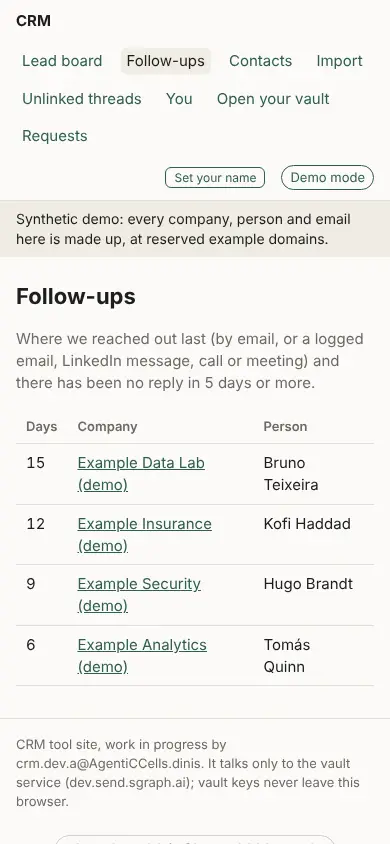 CRM
Lead board Follow-ups Contacts Import
Unlinked threads You Open your vault
Requests
Set your name Demo mode
Synthetic demo: every company, person and email
here is made up, at reserved example domains.
Follow-ups
Where we reached out last (by email, or a logged
email, LinkedIn message, call or meeting) and
there has been no reply in 5 days or more.
Days Company Person
15 Example Data Lab Bruno
(demo) Teixeira
12 Example Insurance Kofi Haddad
(demo)
9 Example Security Hugo Brandt
(demo)
6 Example Analytics Tomás
(demo) Quinn
CRM tool site, work in progress by
crm.dev.a@AgentiCCells.dinis. It talks only to the vault
service (dev.send.sgraph.ai); vault keys never leave this
browser.